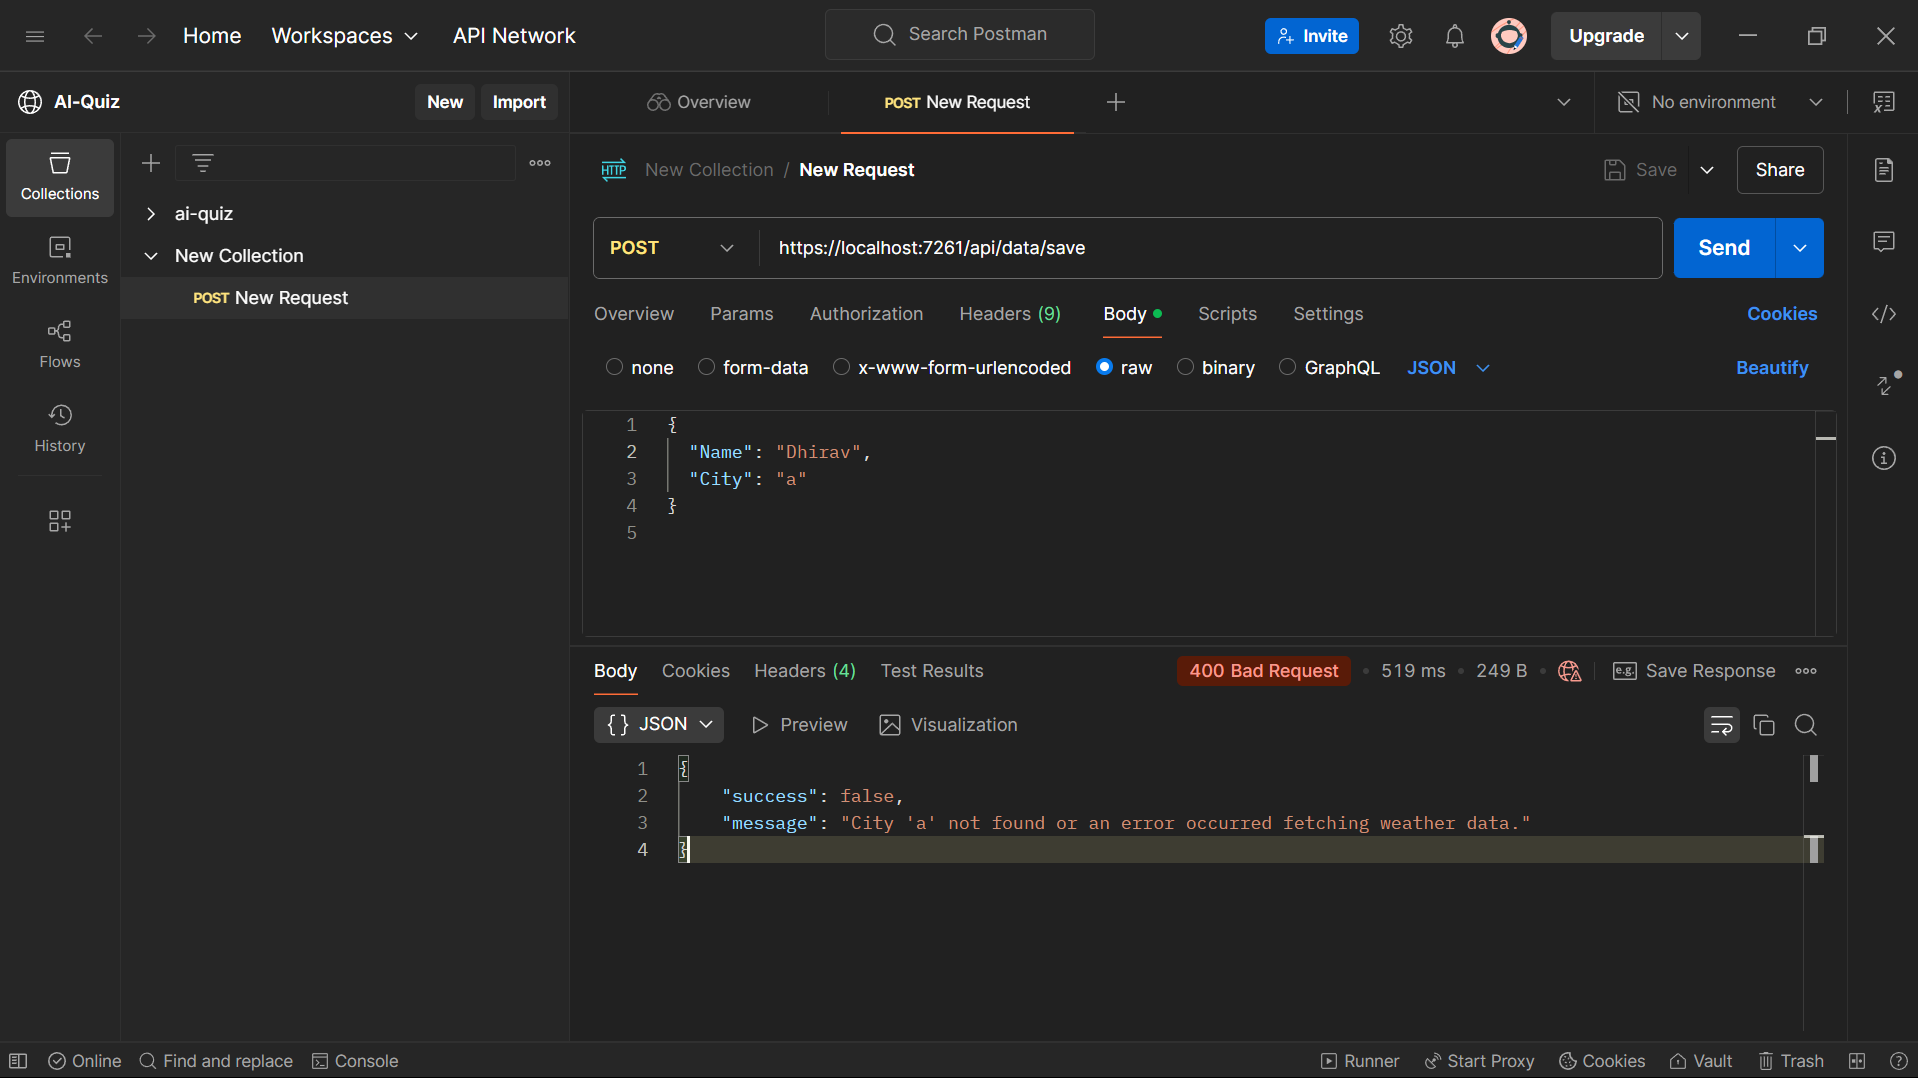 Home Workspaces API Network Search Postman Invite Upgrade
AI-Quiz New Import Overview POST New Request No environment
Collections
Environments
Flows
History
ai-quiz
New Collection
POST New Request
HTTP New Collection / New Request Save Share
POST https://localhost:7261/api/data/save Send
Overview Params Authorization Headers (9) Body Scripts Settings Cookies
none form-data x-www-form-urlencoded raw binary GraphQL JSON Beautify
1 {
2 "Name": "Dhirav",
3 "City": "a"
4 }
5
Body Cookies Headers (4) Test Results 400 Bad Request • 519 ms • 249 B • e.g. Save Response
{} JSON Preview Visualization
1 {
2 "success": false,
3 "message": "City 'a' not found or an error occurred fetching weather data."
4 }
Online Find and replace Console Runner Start Proxy Cookies Vault Trash